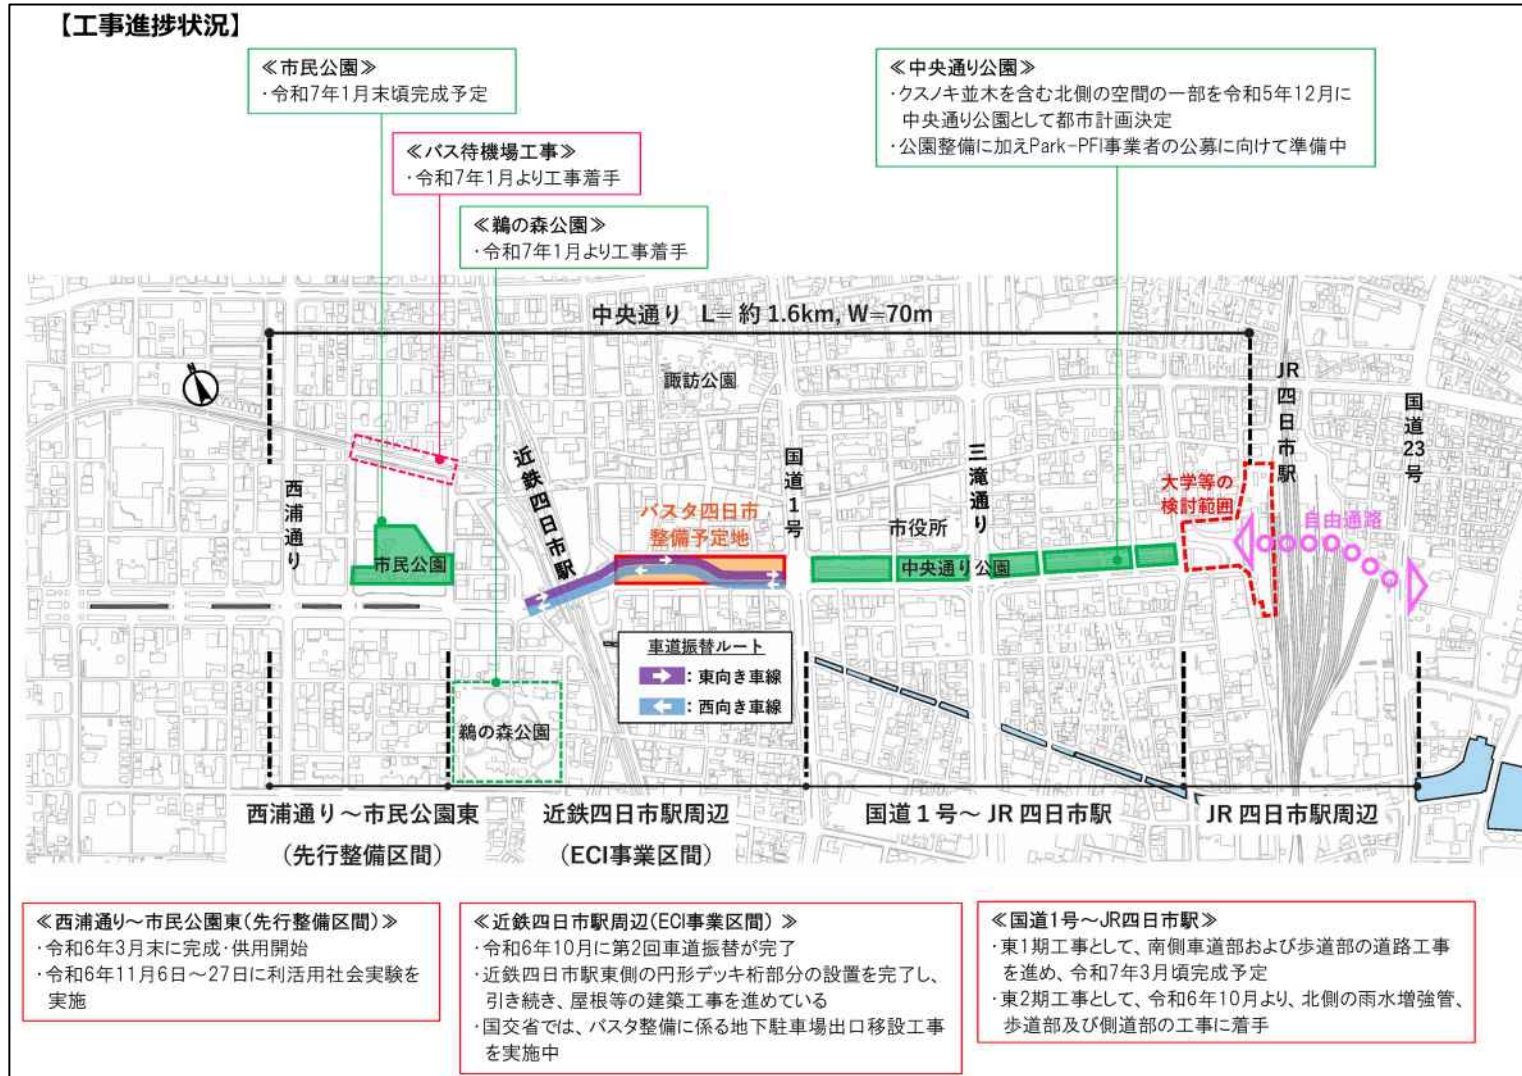 【工事進捗状況】
≪市民公園≫
・令和7年1月末頃完成予定
≪バス待機場工事≫
・令和7年1月より工事着手
≪鵜の森公園≫
・令和7年1月より工事着手
≪中央通り公園≫
・クスノキ並木を含む北側の空間の一部を令和5年12月に
中央通り公園として都市計画決定
・公園整備に加えPark-PFI事業者の公募に向けて準備中
中央通り L= 約 1.6km, W=70m
N
諏訪公園
西浦通り
近鉄四日市駅
国道1号
三滝通り
JR四日市駅
国道23号
バスタ四日市
整備予定地
市役所
大学等の
検討範囲
自由通路
市民公園
中央通り公園
鵜の森公園
車道振替ルート
：東向き車線
：西向き車線
西浦通り～市民公園東
（先行整備区間）
近鉄四日市駅周辺
（ECI事業区間）
国道１号～ JR 四日市駅
JR 四日市駅周辺
≪西浦通り～市民公園東(先行整備区間)≫
・令和6年3月末に完成・供用開始
・令和6年11月6日～27日に利活用社会実験を
実施
≪近鉄四日市駅周辺(ECI事業区間) ≫
・令和6年10月に第2回車道振替が完了
・近鉄四日市駅東側の円形デッキ桁部分の設置を完了し、
引き続き、屋根等の建築工事を進めている
・国交省では、バスタ整備に係る地下駐車場出口移設工事
を実施中
≪国道1号～JR四日市駅≫
・東1期工事として、南側車道部および歩道部の道路工事
を進め、令和7年3月頃完成予定
・東2期工事として、令和6年10月より、北側の雨水増強管、
歩道部及び側道部の工事に着手